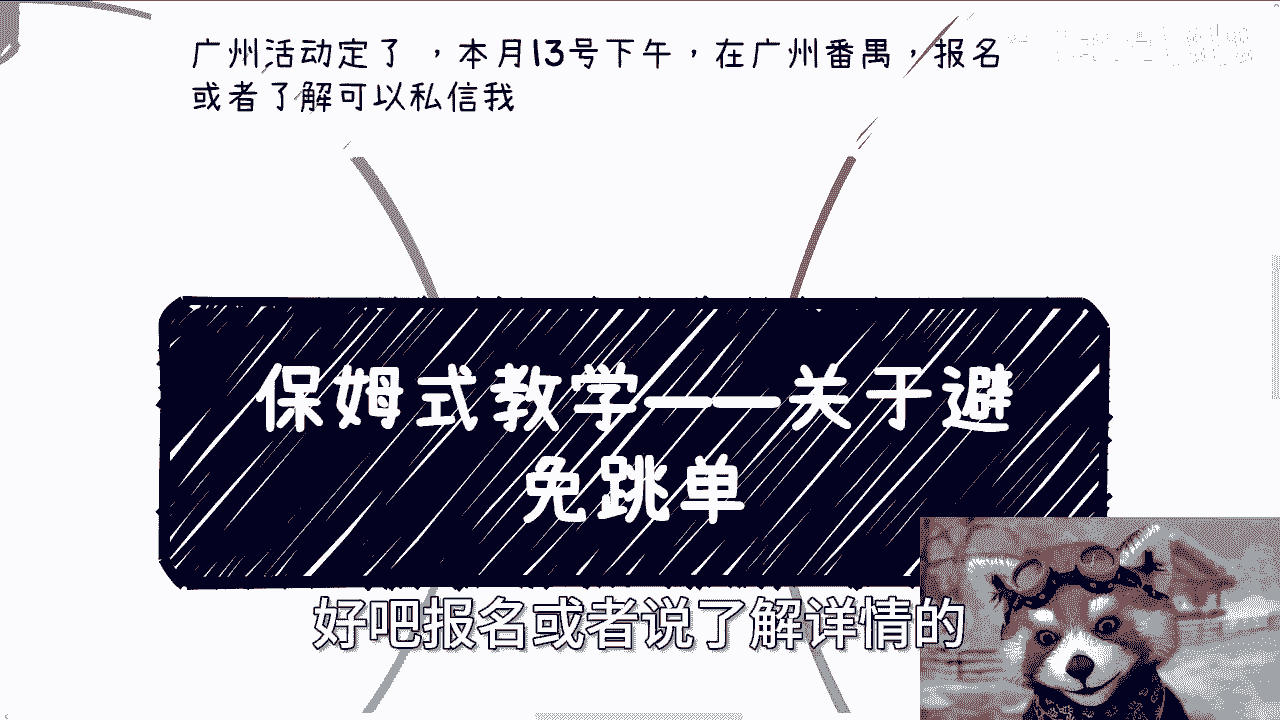 广州活动定了 ，本月13号下午，在广州番禺，报名
或者了解可以私信我
保姆式教学——关于避
免跳单
好吧报名或者说了解详情的